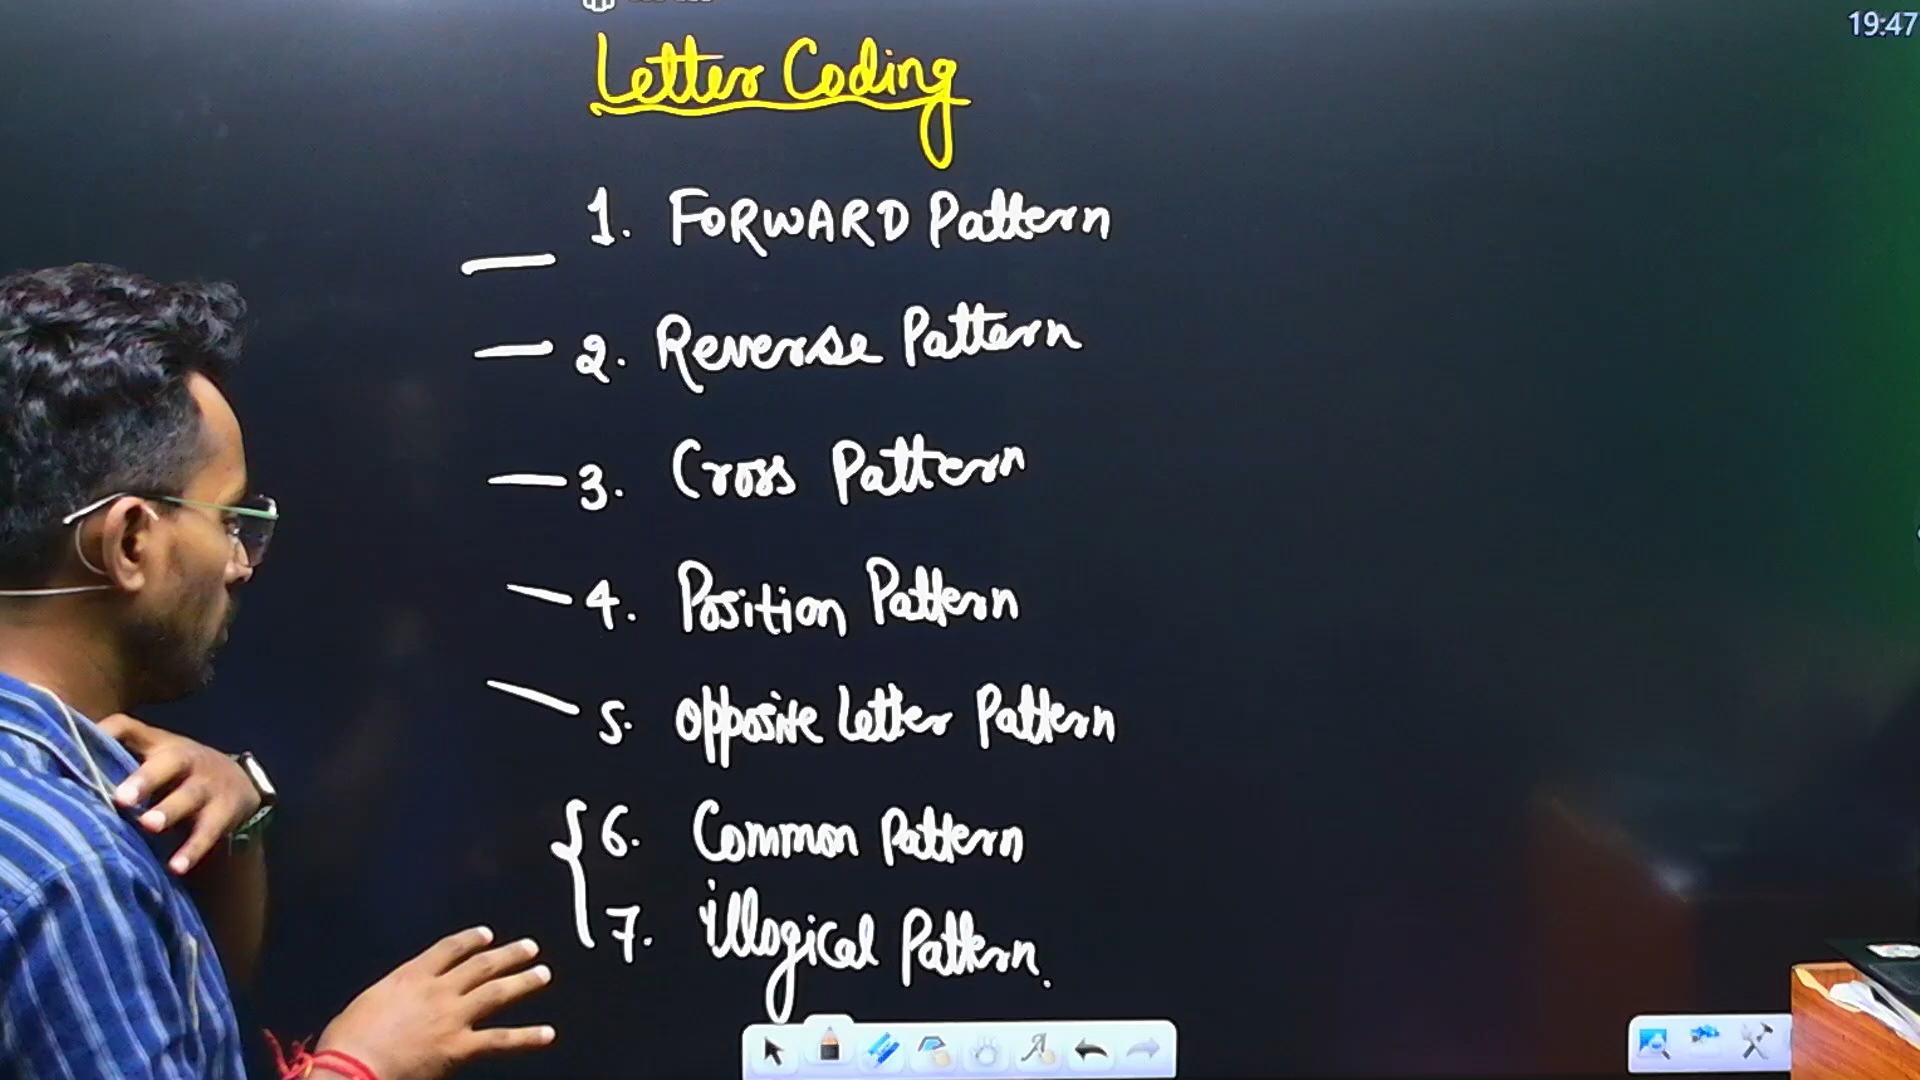 19:47
Letter Coding
1. FORWARD Pattern
2. Reverse Pattern
3. Cross Pattern
4. Position Pattern
5. Opposite Letter Pattern
6. Common Pattern
7. illogical Pattern.